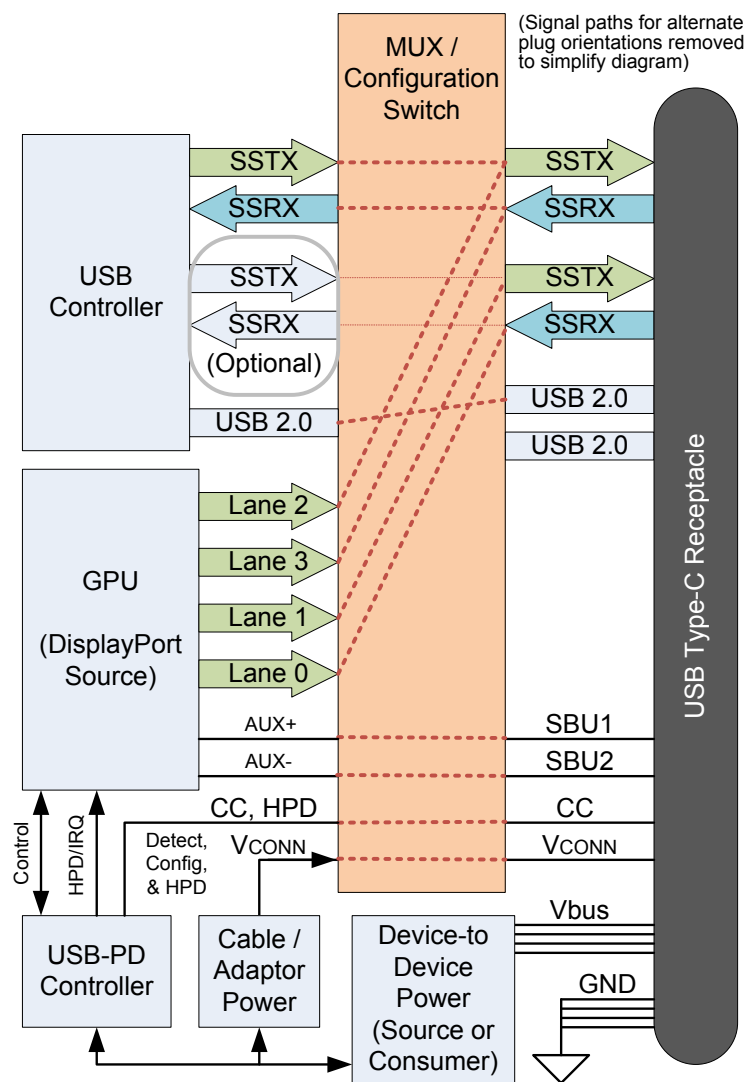 (Signal paths for alternate
plug orientations removed
to simplify diagram)
MUX /
Configuration
Switch
USB
Controller
SSTX
SSRX
SSTX
SSRX
(Optional)
USB 2.0
SSTX
SSRX
SSTX
SSRX
USB 2.0
USB 2.0
USB Type-C Receptacle
GPU
(DisplayPort
Source)
Lane 2
Lane 3
Lane 1
Lane 0
AUX+
AUX-
SBU1
SBU2
CC, HPD
CC
Control
HPD/IRQ
Detect,
Config,
& HPD
VCONN
VCONN
USB-PD
Controller
Cable /
Adaptor
Power
Device-to
Device
Power
(Source or
Consumer)
Vbus
GND